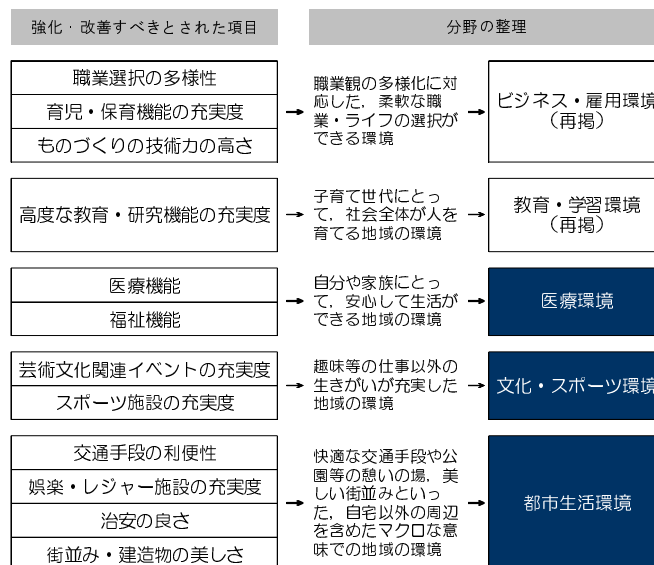 強化・改善すべきとされた項目
分野の整理
職業選択の多様性
育児・保育機能の充実度
ものづくりの技術力の高さ
職業観の多様化に対
応した，柔軟な職
業・ライフの選択が
できる環境
ビジネス・雇用環境
（再掲）
高度な教育・研究機能の充実度
子育て世代にとっ
て，社会全体が人を
育てる地域の環境
教育・学習環境
（再掲）
医療機能
福祉機能
自分や家族にとっ
て，安心して生活が
できる地域の環境
医療環境
芸術文化関連イベントの充実度
スポーツ施設の充実度
趣味等の仕事以外の
生きがいが充実した
地域の環境
文化・スポーツ環境
交通手段の利便性
娯楽・レジャー施設の充実度
治安の良さ
街並み・建造物の美しさ
快適な交通手段や公
園等の憩いの場，美
しい街並みといっ
た，自宅以外の周辺
を含めたマクロな意
味での地域の環境
都市生活環境